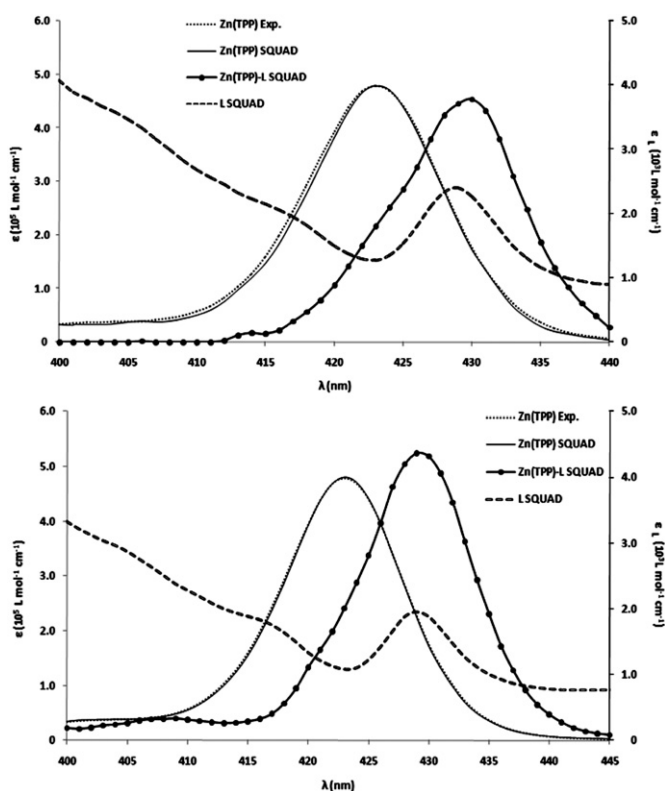 6.0
5.0
4.0
3.0
2.0
1.0
0
ε (10⁵ L mol⁻¹ cm⁻¹)
Zn(TPP) Exp.
Zn(TPP) SQUAD
Zn(TPP)-L SQUAD
L SQUAD
5.0
4.0
3.0
2.0
1.0
0
ε L (10³L mol⁻¹ cm⁻¹)
400 405 410 415 420 425 430 435 440
λ(nm)
6.0
5.0
4.0
3.0
2.0
1.0
0
ε (10⁵ L mol⁻¹ cm⁻¹)
Zn(TPP) Exp.
Zn(TPP) SQUAD
Zn(TPP)-L SQUAD
L SQUAD
5.0
4.0
3.0
2.0
1.0
0
ε L (10³L mol⁻¹ cm⁻¹)
400 405 410 415 420 425 430 435 440 445
λ(nm)